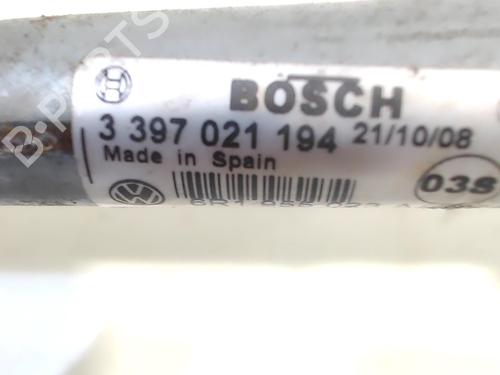 BOSCH
3 397 021 194 21/10/08
Made in Spain
03S
B-PARTS